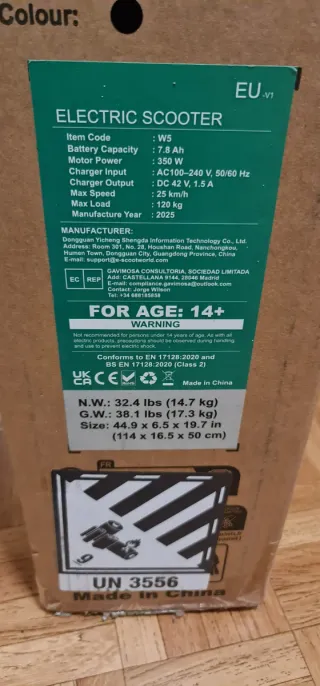 Colour:
EU -V1
ELECTRIC SCOOTER
Item Code : W5
Battery Capacity : 7.8 Ah
Motor Power : 350 W
Charger Input : AC100–240 V, 50/60 Hz
Charger Output : DC 42 V, 1.5 A
Max Speed : 25 km/h
Max Load : 120 kg
Manufacture Year : 2025
MANUFACTURER:
Dongguan Yicheng Shengda Information Technology Co., Ltd.
Address: Room 301, No. 28, Houshan Road, Nanchongkou,
Humen Town, Dongguan City, Guangdong Province, China
E-mail: support@e-scooterworld.com
EC REP
GAVIMOSA CONSULTORIA, SOCIEDAD LIMITADA
Add: CASTELLANA 9144, 28046 Madrid
E-mail: compliance.gavimosa@outlook.com
Contact: Jorge Wilson
Tel: +34 689185858
FOR AGE: 14+
WARNING
Not recommended for persons under 14 years of age. As with all
electric products, precautions should be observed during handling
and use to prevent electric shock.
Conforms to EN 17128:2020 and
BS EN 17128:2020 (Class 2)
UK CA CE Made in China
N.W.: 32.4 lbs (14.7 kg)
G.W.: 38.1 lbs (17.3 kg)
Size: 44.9 x 6.5 x 19.7 in
(114 x 16.5 x 50 cm)
FR
9
UN 3556
Made in China